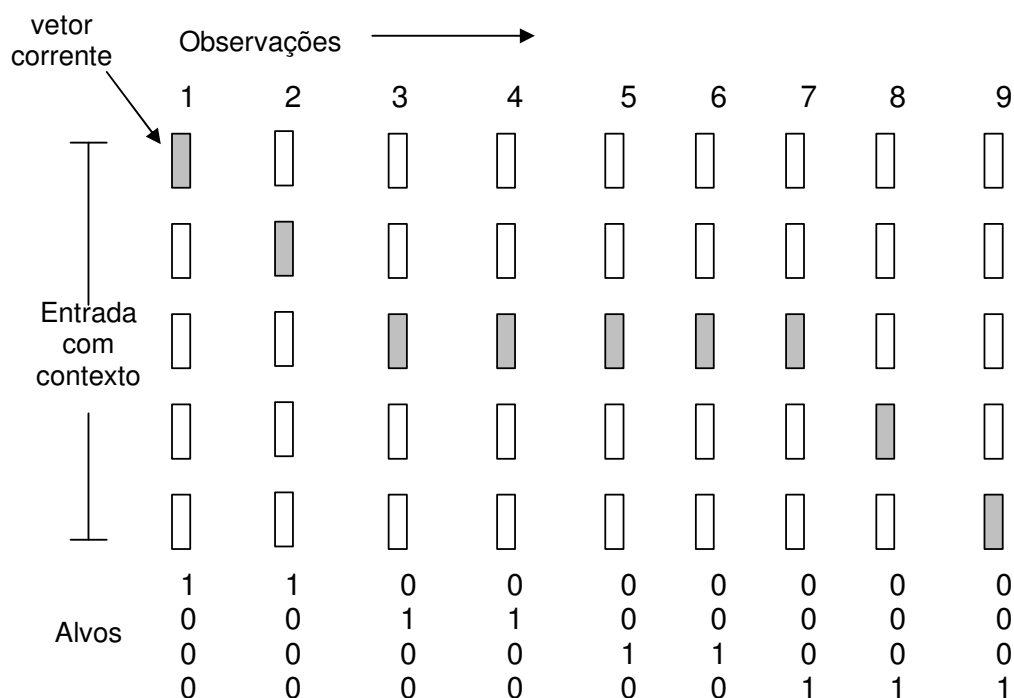 vetor
corrente
Observações
1 2 3 4 5 6 7 8 9
Entrada
com
contexto
Alvos
1 1 0 0 0 0 0 0 0
0 0 1 1 0 0 0 0 0
0 0 0 0 1 1 0 0 0
0 0 0 0 0 0 1 1 1